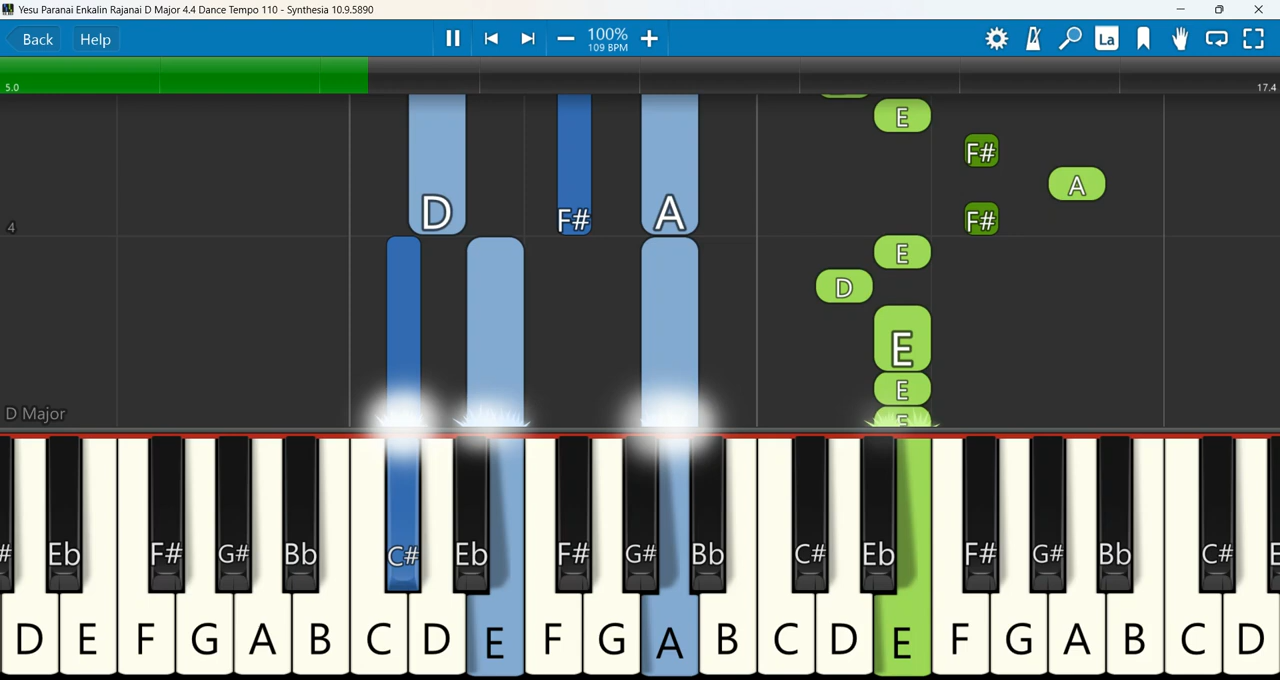 Yesu Paranai Enkalin Rajanai D Major 4.4 Dance Tempo 110 - Synthesia 10.9.5890
Back Help 100% La
109 BPM
5.0 17.4
E
F#
A
D F# A F#
4
E
D
E
D Major E
E
C# Eb F# G# Bb C# Eb F# G# Bb C#
Eb F# G# Bb
D E F G A B C D E F G A B C D E F G A B C D